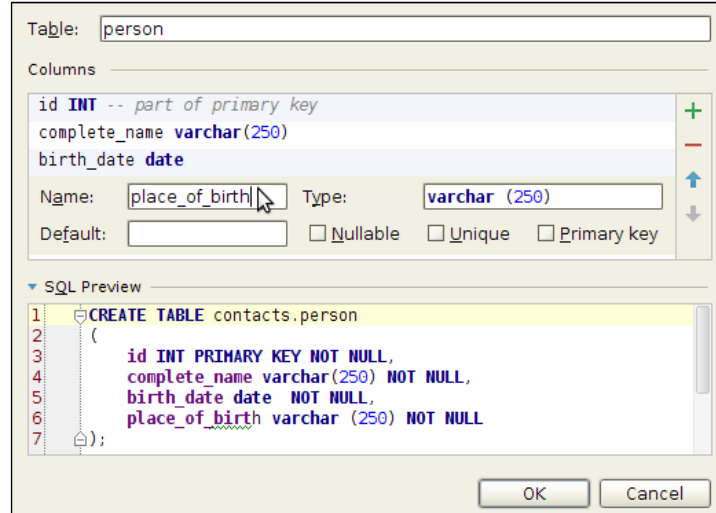 Table: person
Columns
id INT -- part of primary key
complete_name varchar(250)
birth_date date
Name: place_of_birth Type: varchar (250)
Default: Nullable Unique Primary key
SQL Preview
1 CREATE TABLE contacts.person
2 (
3 id INT PRIMARY KEY NOT NULL,
4 complete_name varchar(250) NOT NULL,
5 birth_date date NOT NULL,
6 place_of_birth varchar (250) NOT NULL
7 );
OK Cancel